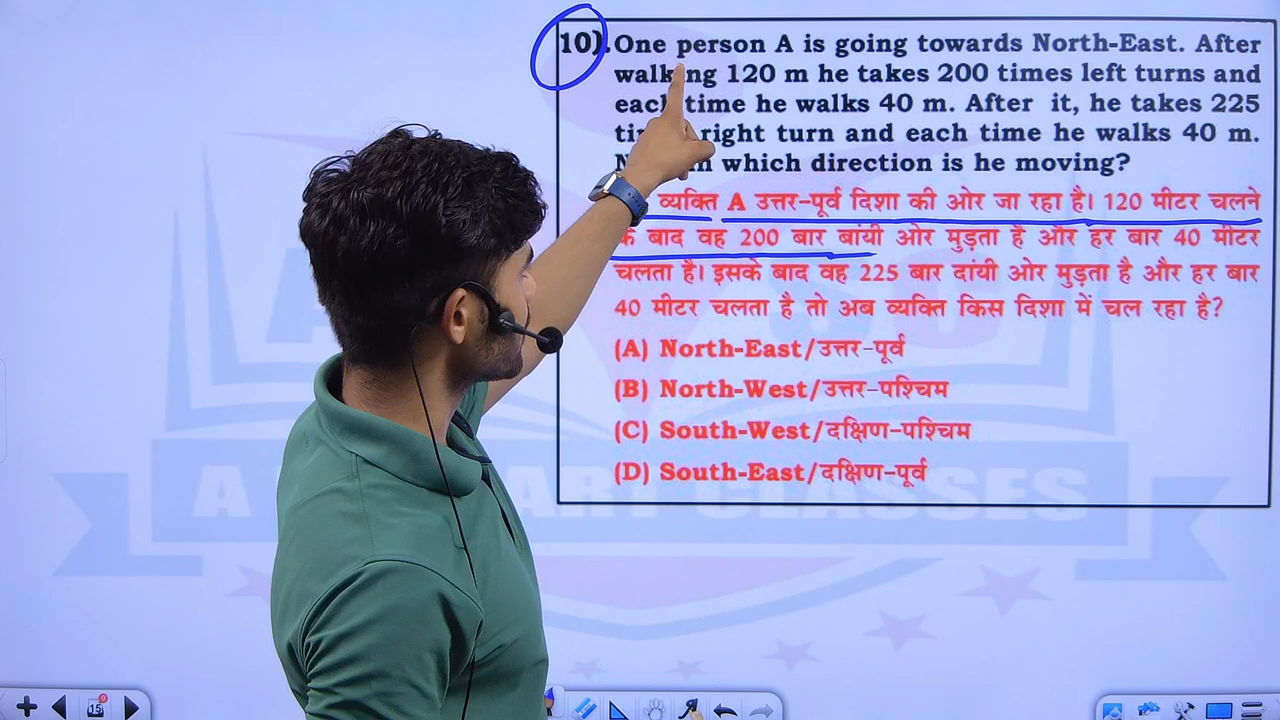 10). One person A is going towards North-East. After
walking 120 m he takes 200 times left turns and
each time he walks 40 m. After it, he takes 225
right turn and each time he walks 40 m.
which direction is he moving?
व्यक्ति A उत्तर-पूर्व दिशा की ओर जा रहा है। 120 मीटर चलने
के बाद वह 200 बार बांयी ओर मुड़ता है और हर बार 40 मीटर
चलता है। इसके बाद वह 225 बार दांयी ओर मुड़ता है और हर बार
40 मीटर चलता है तो अब व्यक्ति किस दिशा में चल रहा है?
(A) North-East/उत्तर-पूर्व
(B) North-West/उत्तर-पश्चिम
(C) South-West/दक्षिण-पश्चिम
(D) South-East/दक्षिण-पूर्व
15